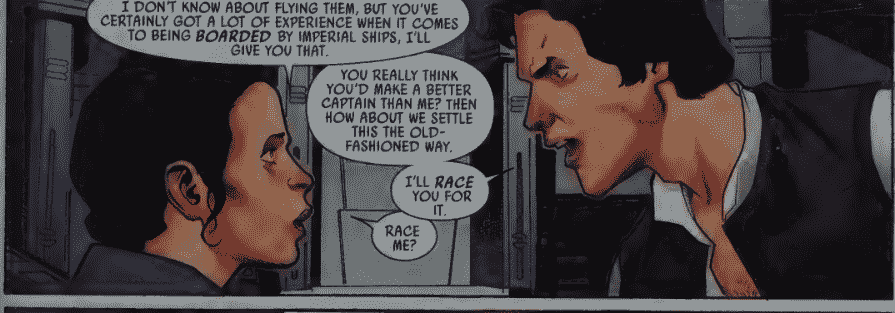 I DON'T KNOW ABOUT FLYING THEM, BUT YOU'VE
CERTAINLY GOT A LOT OF EXPERIENCE WHEN IT COMES
TO BEING BOARDED BY IMPERIAL SHIPS, I'LL
GIVE YOU THAT.
YOU REALLY THINK
YOU'D MAKE A BETTER
CAPTAIN THAN ME? THEN
HOW ABOUT WE SETTLE
THIS THE OLD-
FASHIONED WAY.
I'LL RACE
YOU FOR
IT.
RACE
ME?